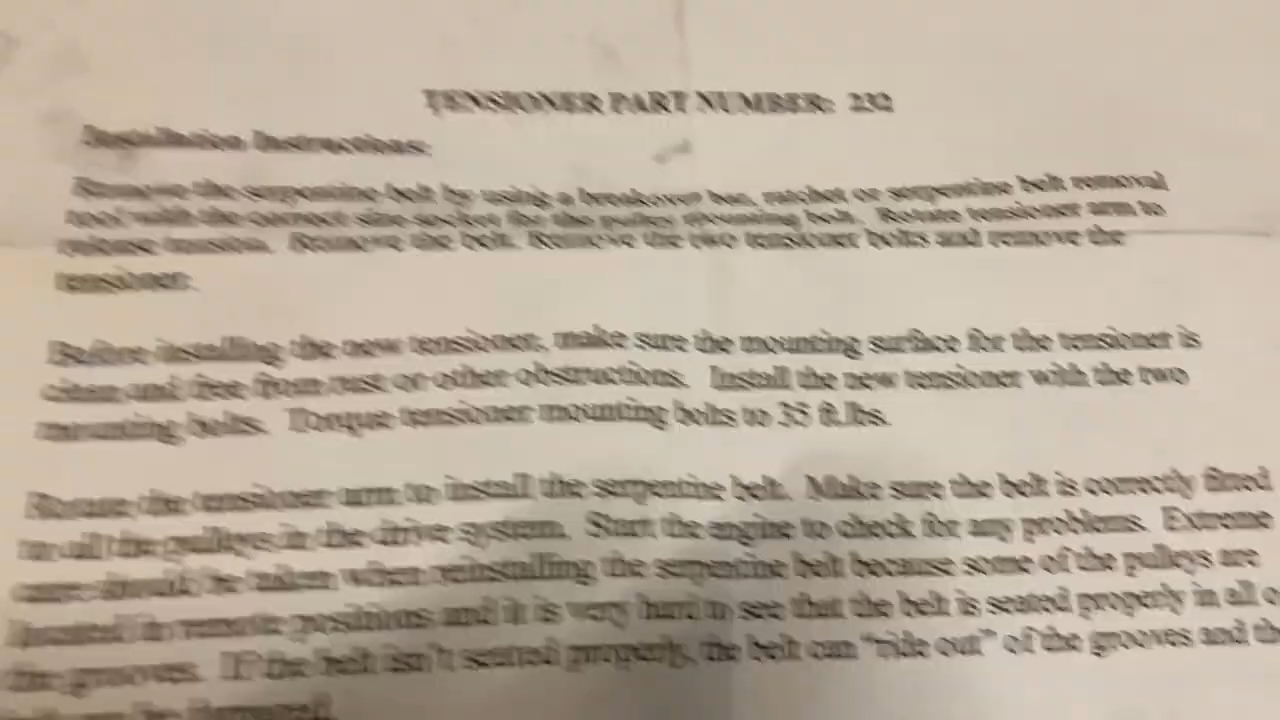 TENSIONER PART NUMBER: 232
Installation Instructions:
Remove the serpentine belt by using a breakover bar, ratchet or serpentine belt removal
tool with the correct size socket for the pulley mounting bolt. Rotate tensioner arm to
release tension. Remove the belt. Remove the two tensioner bolts and remove the
tensioner.
Before installing the new tensioner, make sure the mounting surface for the tensioner is
clean and free from rust or other obstructions. Install the new tensioner with the two
mounting bolts. Torque tensioner mounting bolts to 35 ft.lbs.
Rotate the tensioner arm to install the serpentine belt. Make sure the belt is correctly fitted
in all the pulleys in the drive system. Start the engine to check for any problems. Extreme
care should be taken when reinstalling the serpentine belt because some of the pulleys are
located in remote positions and it is very hard to see that the belt is seated properly in all
the grooves. If the belt isn't seated properly, the belt can "ride out" of the grooves and